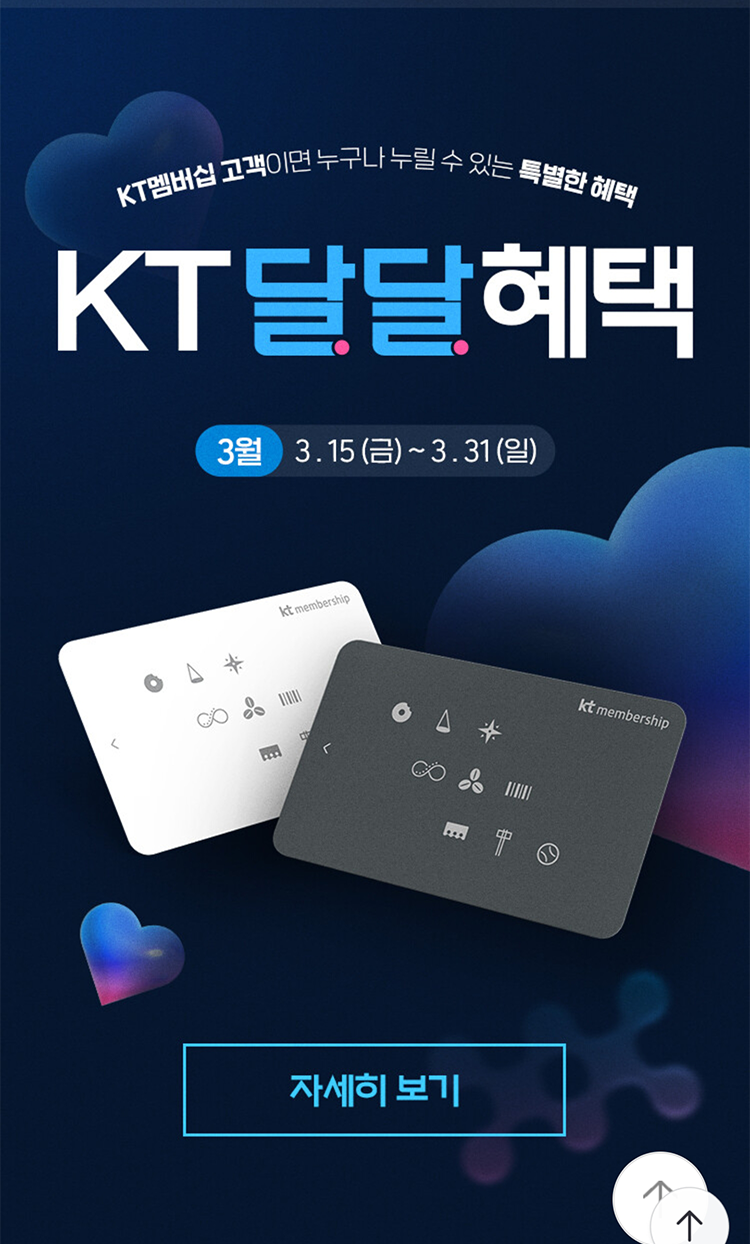 KT멤버십 고객이면 누구나 누릴 수 있는 특별한 혜택
KT 달달혜택
3월 3.15(금)~3.31(일)
kt membership
kt membership
자세히 보기